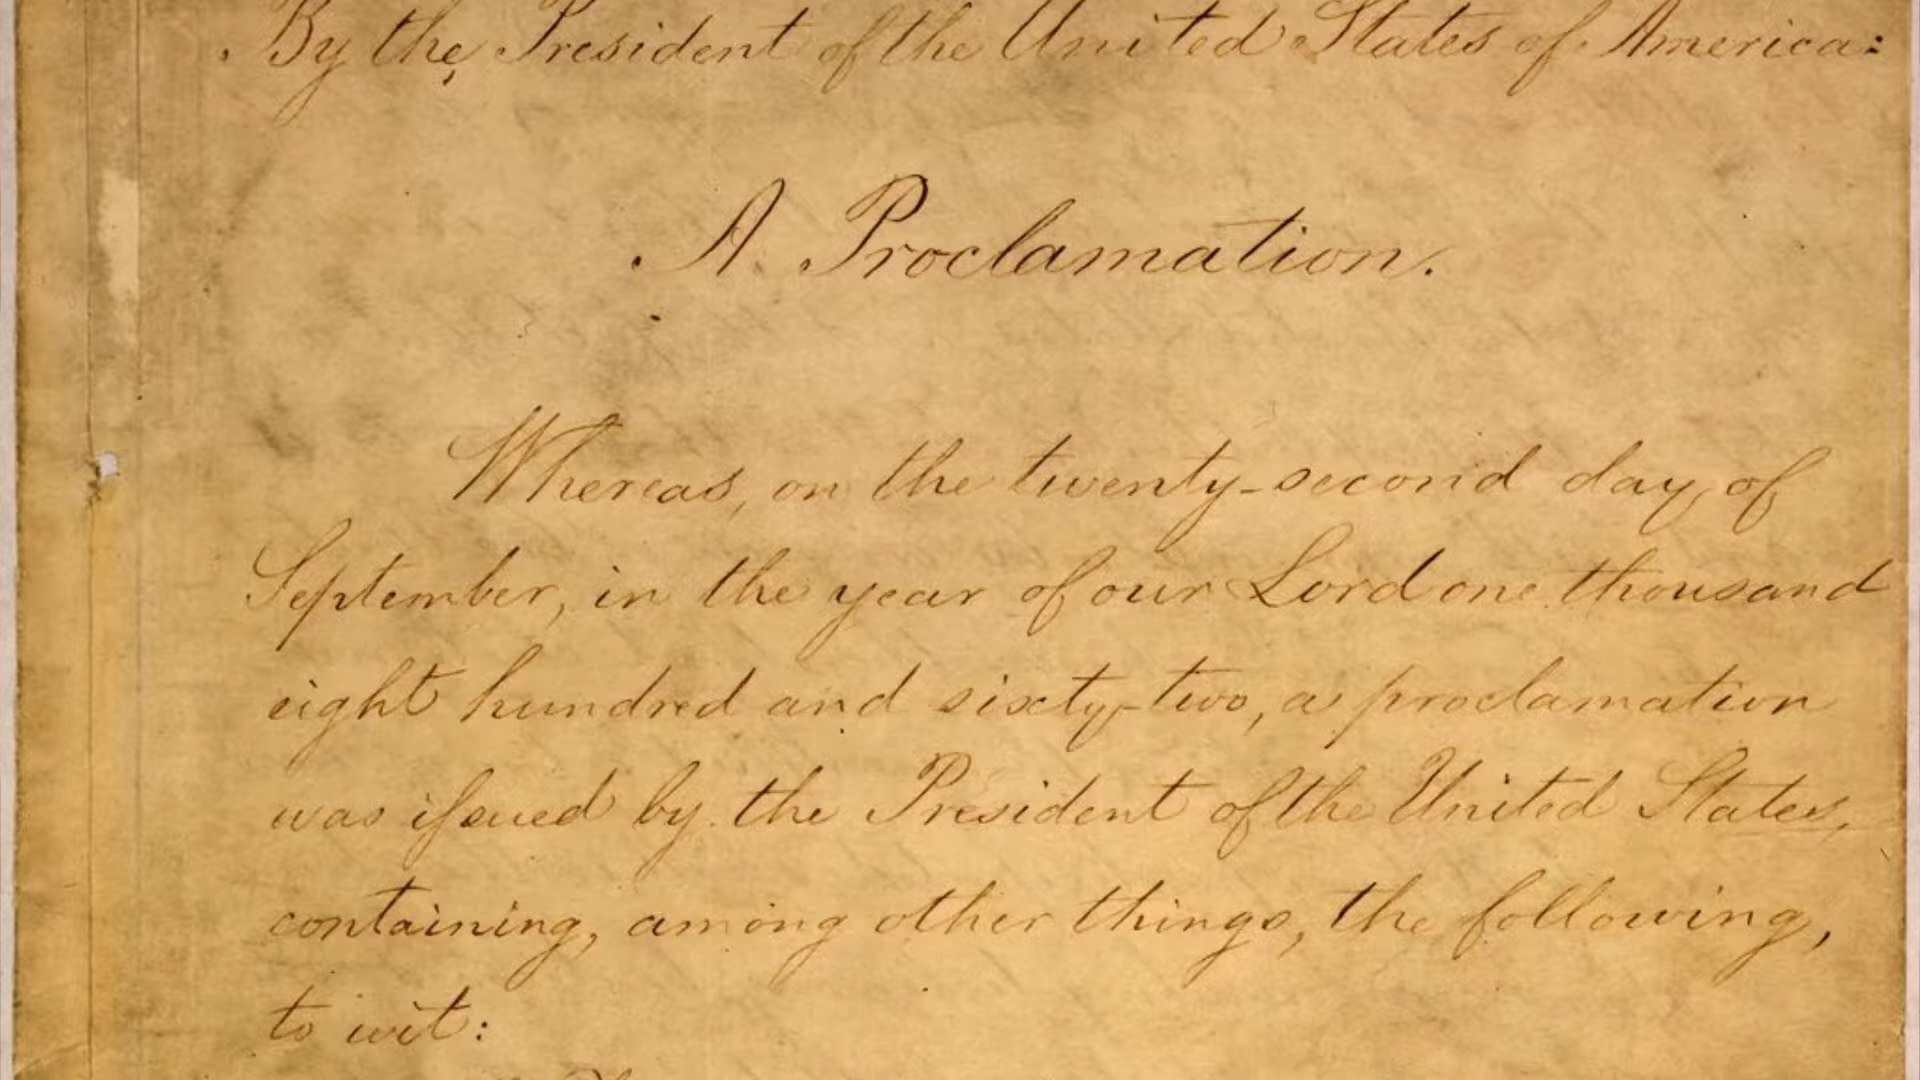 By the President of the United States of America:
A Proclamation.
Whereas, on the twenty-second day of
September, in the year of our Lord one thousand
eight hundred and sixty-two, a proclamation
was issued by the President of the United States,
containing, among other things, the following,
to wit: